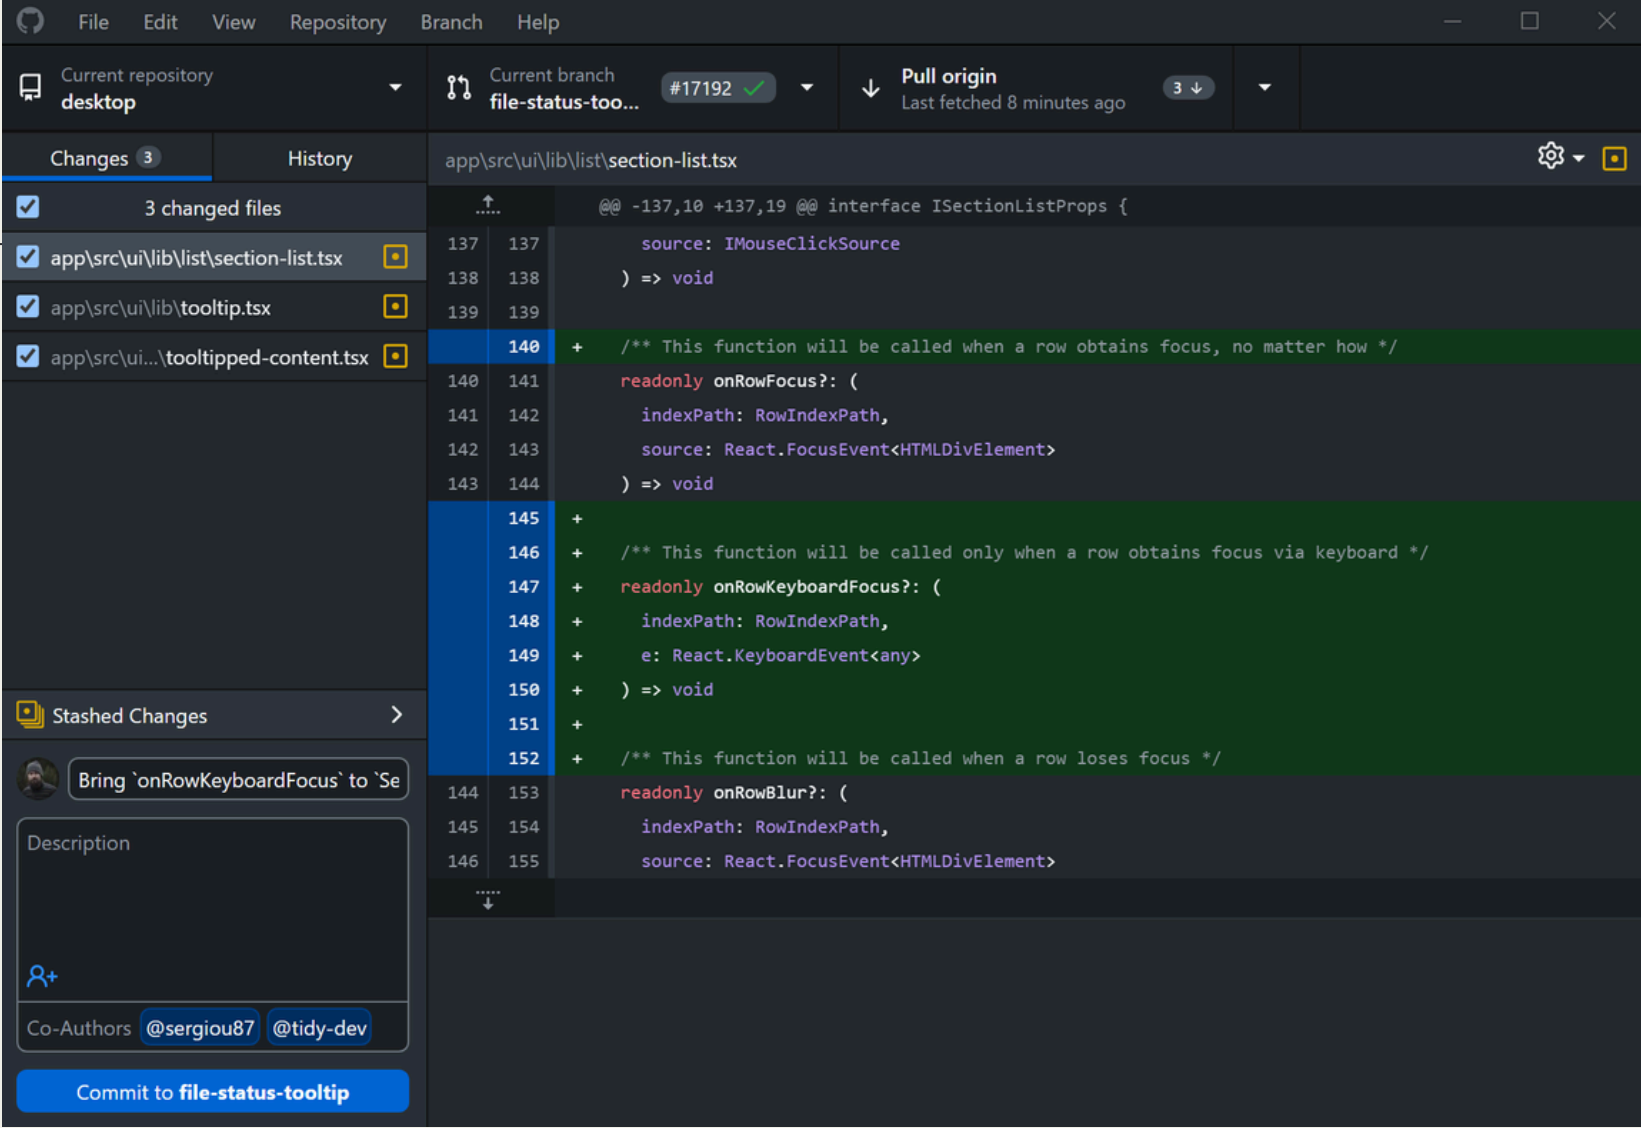 File Edit View Repository Branch Help
Current repository
desktop
Current branch
file-status-too...
#17192
Pull origin
Last fetched 8 minutes ago
3
Changes 3
History
3 changed files
app\src\ui\lib\list\section-list.tsx
app\src\ui\lib\tooltip.tsx
app\src\ui...\tooltipped-content.tsx
Stashed Changes
Bring `onRowKeyboardFocus` to `Se
Description
Co-Authors @sergiou87 @tidy-dev
Commit to file-status-tooltip
app\src\ui\lib\list\section-list.tsx
@@ -137,10 +137,19 @@ interface ISectionListProps {
137 137 source: IMouseClickSource
138 138 ) => void
139 139
140 + /** This function will be called when a row obtains focus, no matter how */
140 141 readonly onRowFocus?: (
141 142 indexPath: RowIndexPath,
142 143 source: React.FocusEvent<HTMLDivElement>
143 144 ) => void
145 +
146 + /** This function will be called only when a row obtains focus via keyboard */
147 + readonly onRowKeyboardFocus?: (
148 + indexPath: RowIndexPath,
149 + e: React.KeyboardEvent<any>
150 + ) => void
151 +
152 + /** This function will be called when a row loses focus */
144 153 readonly onRowBlur?: (
145 154 indexPath: RowIndexPath,
146 155 source: React.FocusEvent<HTMLDivElement>